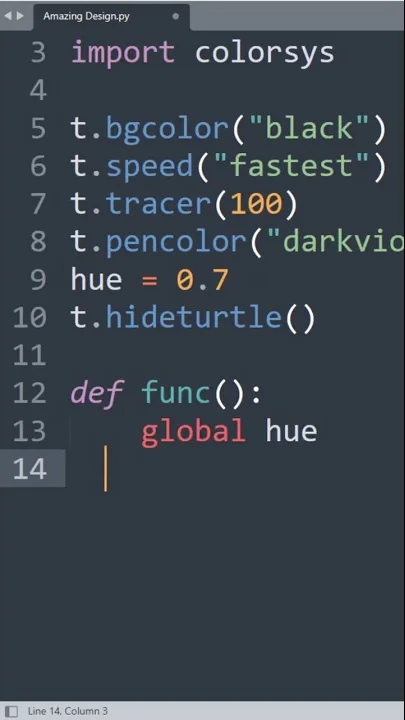 Amazing Design.py
3 import colorsys
4
5 t.bgcolor("black")
6 t.speed("fastest")
7 t.tracer(100)
8 t.pencolor("darkvio
9 hue = 0.7
10 t.hideturtle()
11
12 def func():
13 global hue
14
Line 14, Column 3